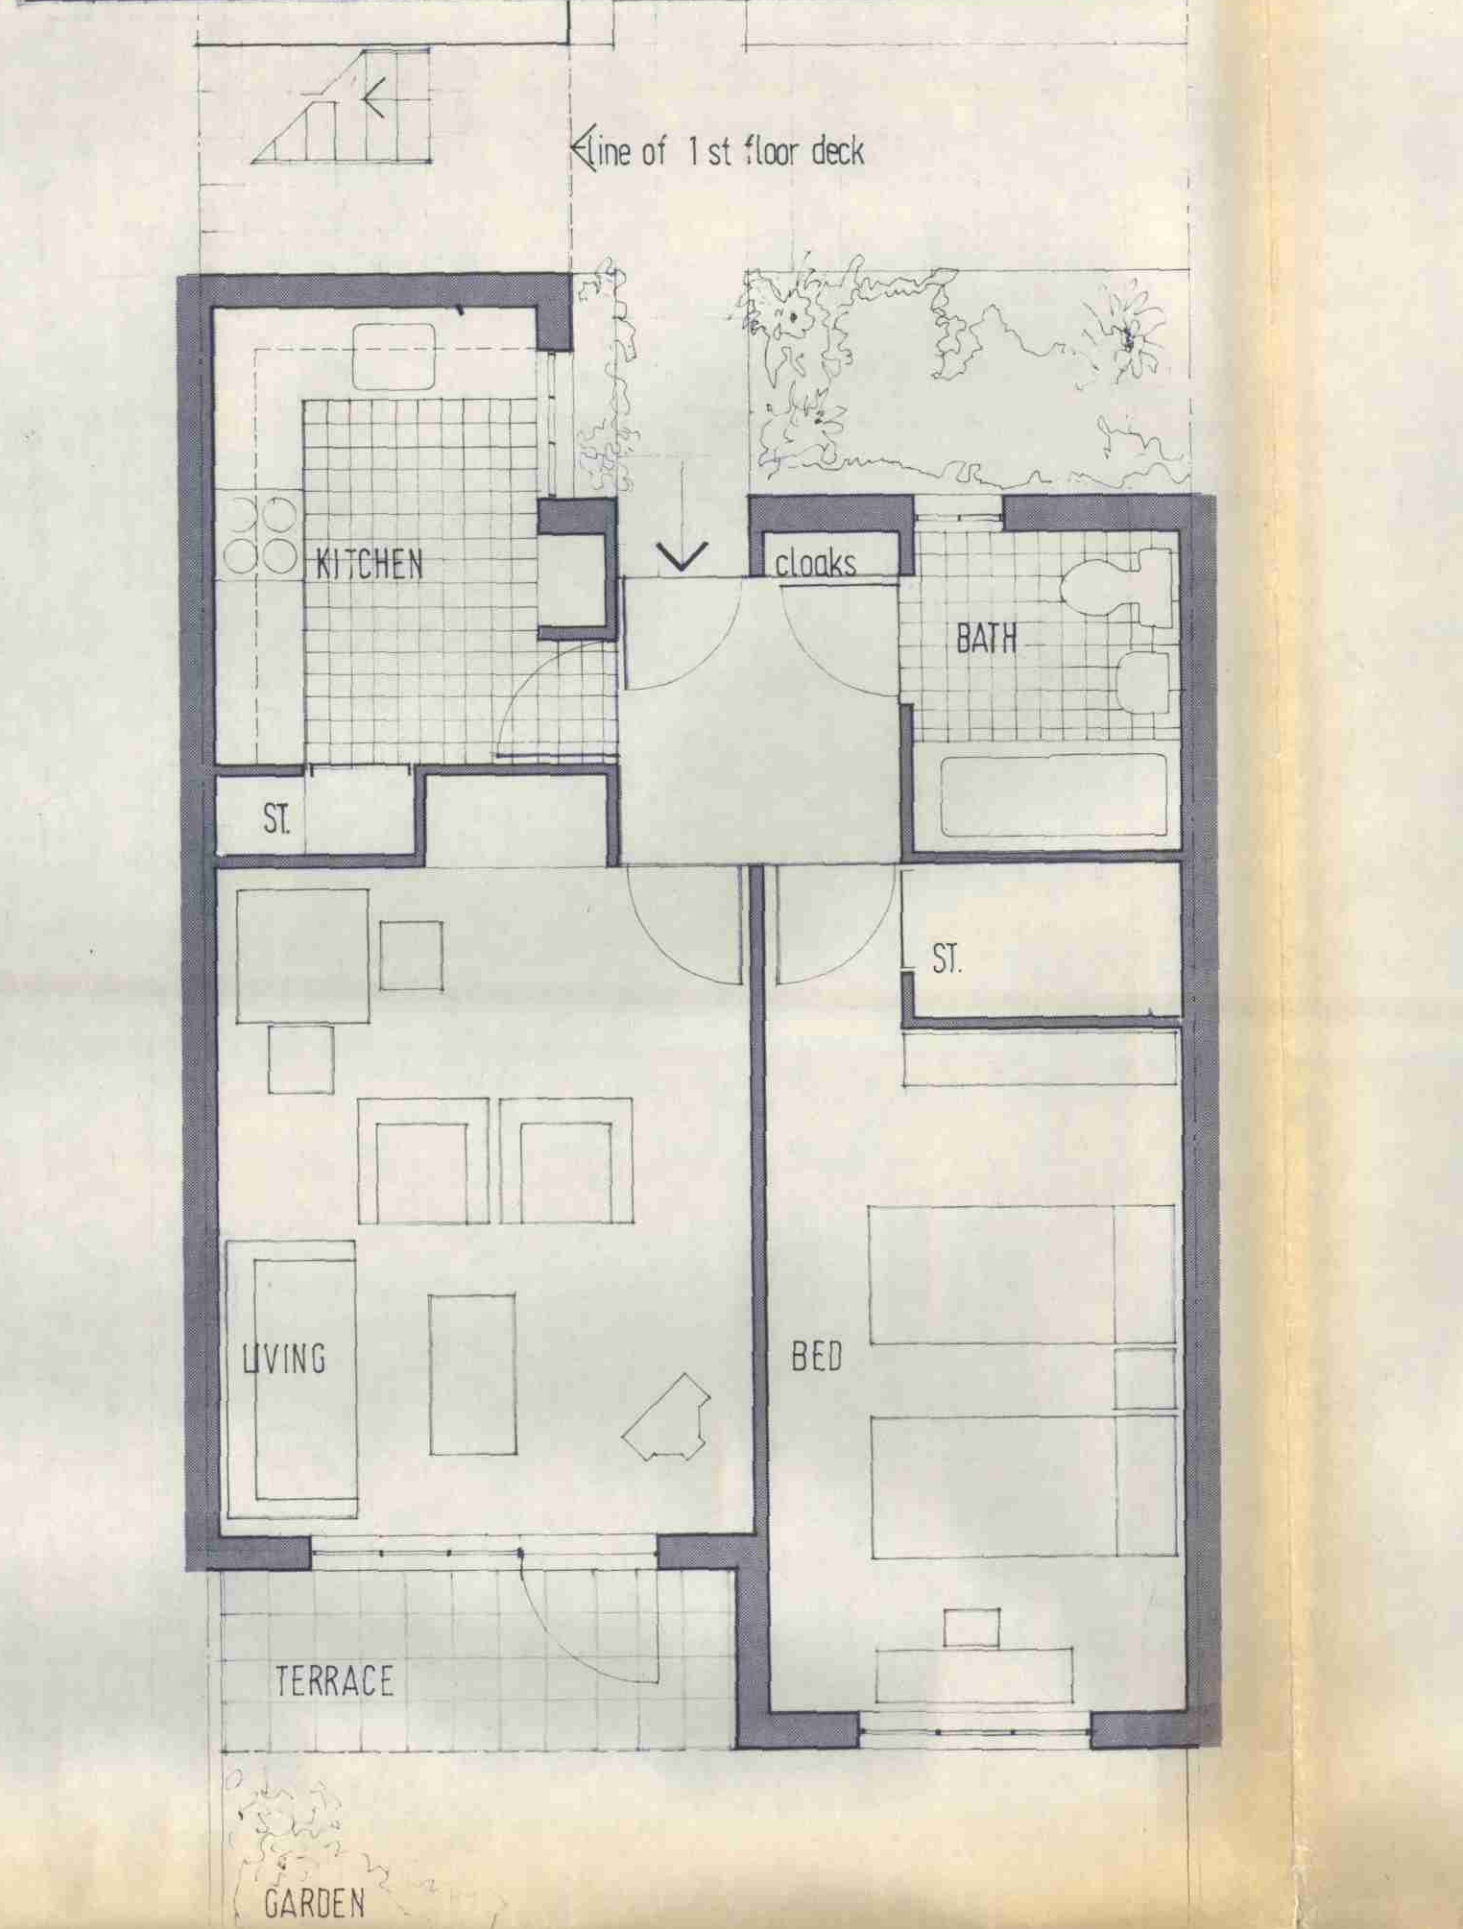 line of 1st floor deck
KITCHEN
cloaks
BATH
ST.
ST.
LIVING
BED
TERRACE
GARDEN